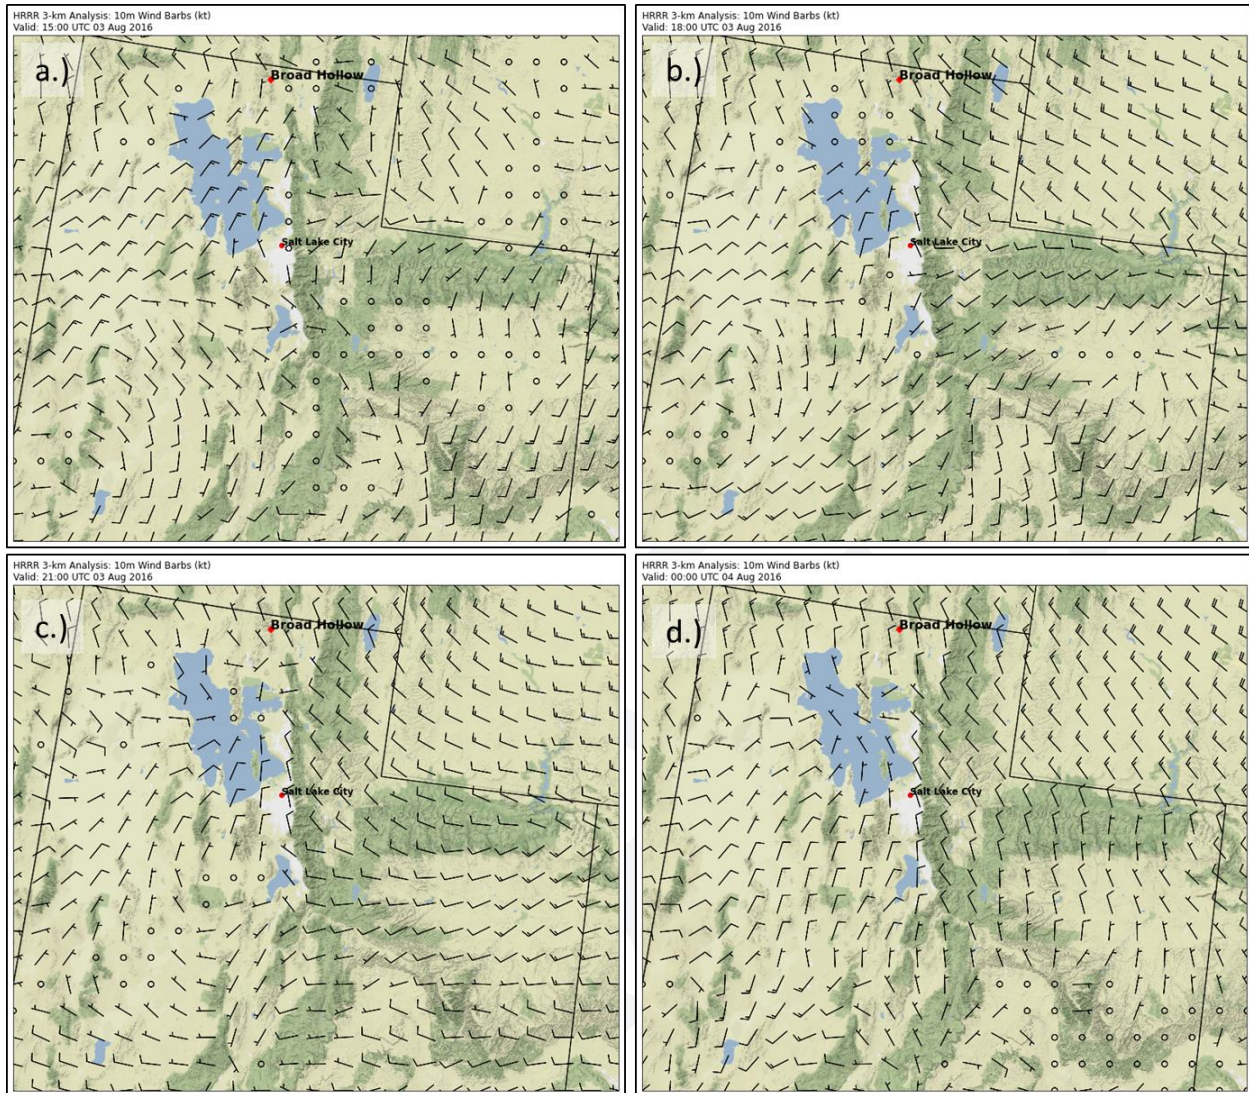 HRRR 3-km Analysis: 10m Wind Barbs (kt)
Valid: 15:00 UTC 03 Aug 2016
a.)
Broad Hollow
Salt Lake City
HRRR 3-km Analysis: 10m Wind Barbs (kt)
Valid: 18:00 UTC 03 Aug 2016
b.)
Broad Hollow
Salt Lake City
HRRR 3-km Analysis: 10m Wind Barbs (kt)
Valid: 21:00 UTC 03 Aug 2016
c.)
Broad Hollow
Salt Lake City
HRRR 3-km Analysis: 10m Wind Barbs (kt)
Valid: 00:00 UTC 04 Aug 2016
d.)
Broad Hollow
Salt Lake City